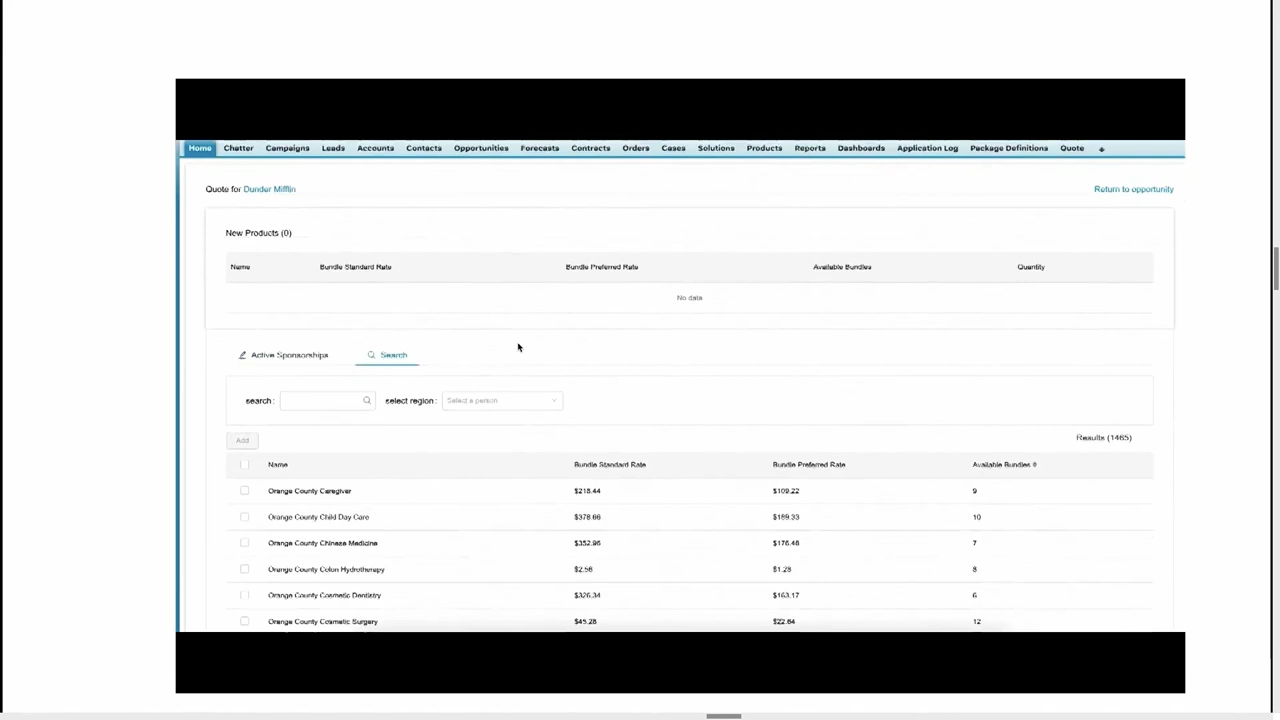 Home Chatter Campaigns Leads Accounts Contacts Opportunities Forecasts Contracts Orders Cases Solutions Products Reports Dashboards Application Log Package Definitions Quote +
Quote for Dunder Mifflin Return to opportunity
New Products (0)
Name Bundle Standard Rate Bundle Preferred Rate Available Bundles Quantity
No data
Active Sponsorships Search
search : select region : Select a person
Add Results (1465)
Name Bundle Standard Rate Bundle Preferred Rate Available Bundles
Orange County Caregiver $218.44 $109.22 9
Orange County Child Day Care $378.66 $189.33 10
Orange County Chinese Medicine $352.96 $176.48 7
Orange County Colon Hydrotherapy $2.56 $1.28 8
Orange County Cosmetic Dentistry $326.34 $163.17 6
Orange County Cosmetic Surgery $45.28 $22.64 12